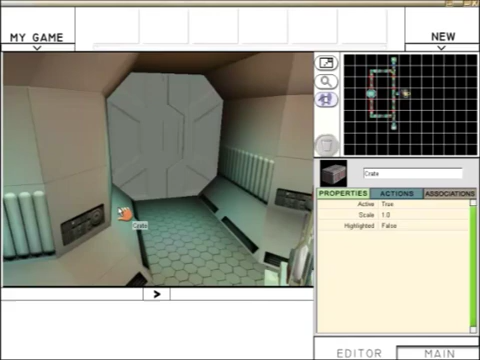 MY GAME
NEW
Crate
Crate
PROPERTIES
ACTIONS
ASSOCIATIONS
Active
True
Scale
1.0
Highlighted
False
>
EDITOR
MAIN